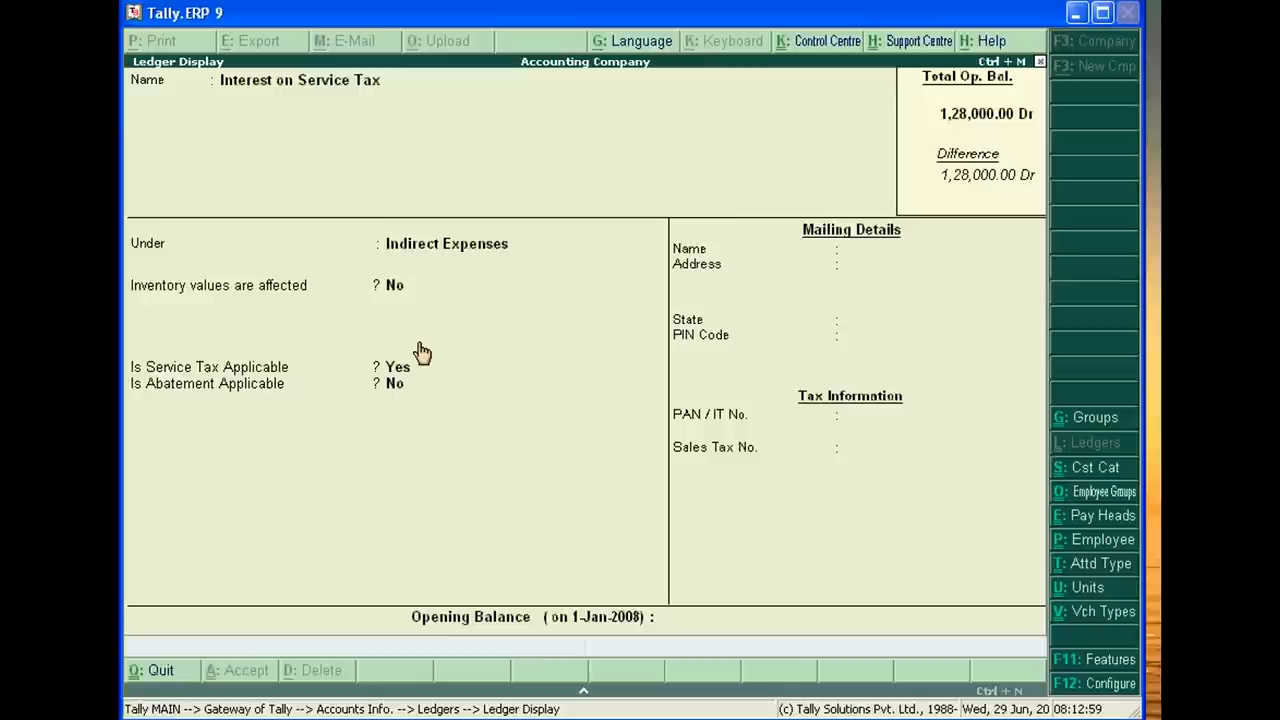 Tally.ERP 9
P: Print E: Export M: E-Mail O: Upload G: Language K: Keyboard K: Control Centre H: Support Centre H: Help F3: Company
Ledger Display Accounting Company Ctrl + M
F3: New Cmp
Name : Interest on Service Tax
Total Op. Bal.
1,28,000.00 Dr
Difference
1,28,000.00 Dr
Under : Indirect Expenses
Inventory values are affected ? No
Is Service Tax Applicable ? Yes
Is Abatement Applicable ? No
Mailing Details
Name :
Address :
State :
PIN Code :
Tax Information
PAN / IT No. :
Sales Tax No. :
G: Groups
L: Ledgers
S: Cst Cat
O: Employee Groups
E: Pay Heads
P: Employee
T: Attd Type
U: Units
V: Vch Types
F11: Features
F12: Configure
Opening Balance ( on 1-Jan-2008) :
Q: Quit A: Accept D: Delete
Ctrl + N
Tally MAIN --> Gateway of Tally --> Accounts Info. --> Ledgers --> Ledger Display (c) Tally Solutions Pvt. Ltd., 1988- Wed, 29 Jun, 20 08:12:59